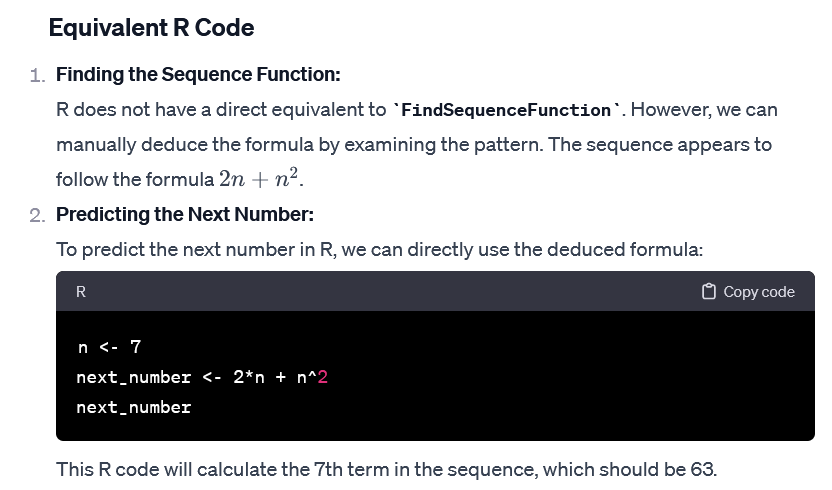 Equivalent R Code
1. Finding the Sequence Function:
R does not have a direct equivalent to `FindSequenceFunction`. However, we can
manually deduce the formula by examining the pattern. The sequence appears to
follow the formula 2n + n².
2. Predicting the Next Number:
To predict the next number in R, we can directly use the deduced formula:
R Copy code
n <- 7
next_number <- 2*n + n^2
next_number
This R code will calculate the 7th term in the sequence, which should be 63.